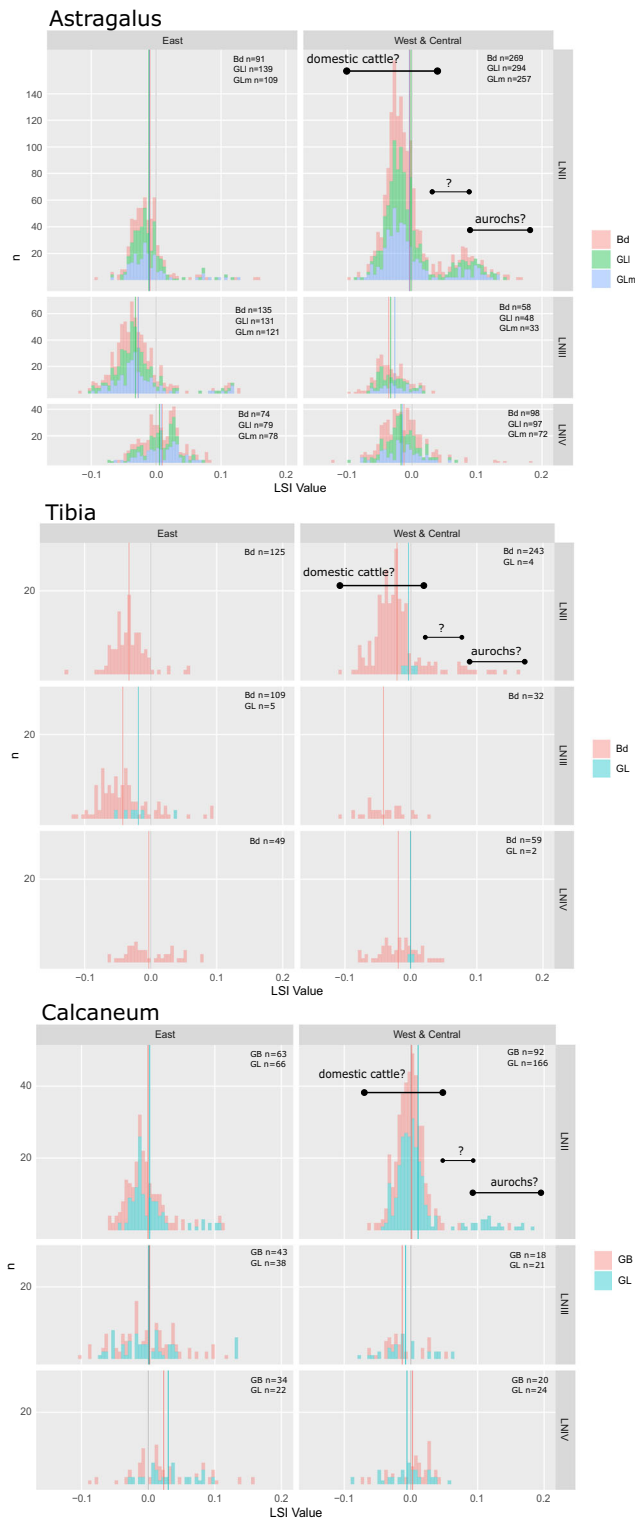 Astragalus
East
West & Central
Bd n=91
GLl n=139
GLm n=109
domestic cattle?
Bd n=269
GLl n=294
GLm n=257
?
aurochs?
140
120
100
80
60
40
20
LNII
n
Bd
GLl
GLm
Bd n=135
GLl n=131
GLm n=121
Bd n=58
GLl n=48
GLm n=33
60
40
20
LNIII
Bd n=74
GLl n=79
GLm n=78
Bd n=98
GLl n=97
GLm n=72
40
20
LNIV
−0.1 0.0 0.1 0.2 −0.1 0.0 0.1 0.2
LSI Value
Tibia
East
West & Central
Bd n=125
domestic cattle?
Bd n=243
GL n=4
?
aurochs?
20
LNII
Bd n=109
GL n=5
Bd n=32
20
n
LNIII
Bd
GL
Bd n=49
Bd n=59
GL n=2
20
LNIV
−0.1 0.0 0.1 0.2 −0.1 0.0 0.1 0.2
LSI Value
Calcaneum
East
West & Central
GB n=63
GL n=66
domestic cattle?
GB n=92
GL n=166
?
aurochs?
40
20
LNII
n
GB n=43
GL n=38
GB n=18
GL n=21
20
LNIII
GB
GL
GB n=34
GL n=22
GB n=20
GL n=24
20
LNIV
−0.1 0.0 0.1 0.2 −0.1 0.0 0.1 0.2
LSI Value